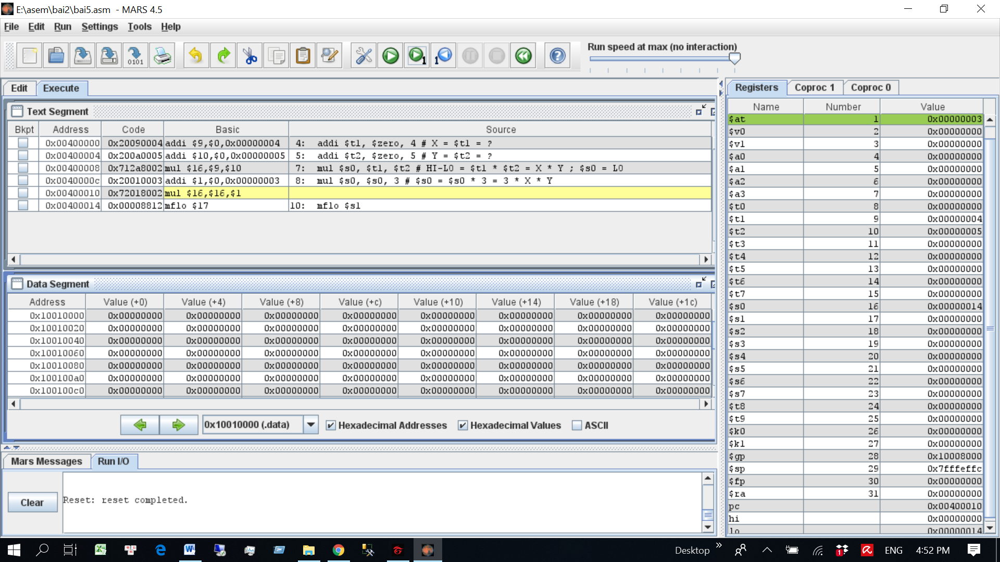 E:\asem\bai2\bai5.asm - MARS 4.5
File Edit Run Settings Tools Help
Run speed at max (no interaction)
0101
1
1
Edit Execute
Registers Coproc 1 Coproc 0
Text Segment
Bkpt Address Code Basic Source
0x00400000 0x20090004 addi $9,$0,0x00000004 4: addi $t1, $zero, 4 # X = $t1 = ?
0x00400004 0x200a0005 addi $10,$0,0x00000005 5: addi $t2, $zero, 5 # Y = $t2 = ?
0x00400008 0x712a8002 mul $16,$9,$10 7: mul $s0, $t1, $t2 # HI-LO = $t1 * $t2 = X * Y ; $s0 = LO
0x0040000c 0x20010003 addi $1,$0,0x00000003 8: mul $s0, $s0, 3 # $s0 = $s0 * 3 = 3 * X * Y
0x00400010 0x72018002 mul $16,$16,$1
0x00400014 0x00008812 mflo $17 10: mflo $s1
Data Segment
Address Value (+0) Value (+4) Value (+8) Value (+c) Value (+10) Value (+14) Value (+18) Value (+1c)
0x10010000 0x00000000 0x00000000 0x00000000 0x00000000 0x00000000 0x00000000 0x00000000 0x00000000
0x10010020 0x00000000 0x00000000 0x00000000 0x00000000 0x00000000 0x00000000 0x00000000 0x00000000
0x10010040 0x00000000 0x00000000 0x00000000 0x00000000 0x00000000 0x00000000 0x00000000 0x00000000
0x10010060 0x00000000 0x00000000 0x00000000 0x00000000 0x00000000 0x00000000 0x00000000 0x00000000
0x10010080 0x00000000 0x00000000 0x00000000 0x00000000 0x00000000 0x00000000 0x00000000 0x00000000
0x100100a0 0x00000000 0x00000000 0x00000000 0x00000000 0x00000000 0x00000000 0x00000000 0x00000000
0x100100c0 0x00000000 0x00000000 0x00000000 0x00000000 0x00000000 0x00000000 0x00000000 0x00000000
0x10010000 (.data) Hexadecimal Addresses Hexadecimal Values ASCII
Mars Messages Run I/O
Clear
Reset: reset completed.
Name Number Value
$at 1 0x00000003
$v0 2 0x00000000
$v1 3 0x00000000
$a0 4 0x00000000
$a1 5 0x00000000
$a2 6 0x00000000
$a3 7 0x00000000
$t0 8 0x00000000
$t1 9 0x00000004
$t2 10 0x00000005
$t3 11 0x00000000
$t4 12 0x00000000
$t5 13 0x00000000
$t6 14 0x00000000
$t7 15 0x00000000
$s0 16 0x00000014
$s1 17 0x00000000
$s2 18 0x00000000
$s3 19 0x00000000
$s4 20 0x00000000
$s5 21 0x00000000
$s6 22 0x00000000
$s7 23 0x00000000
$t8 24 0x00000000
$t9 25 0x00000000
$k0 26 0x00000000
$k1 27 0x00000000
$gp 28 0x10008000
$sp 29 0x7fffeffc
$fp 30 0x00000000
$ra 31 0x00000000
pc 0x00400010
hi 0x00000000
lo 0x00000014
Desktop ENG 4:52 PM